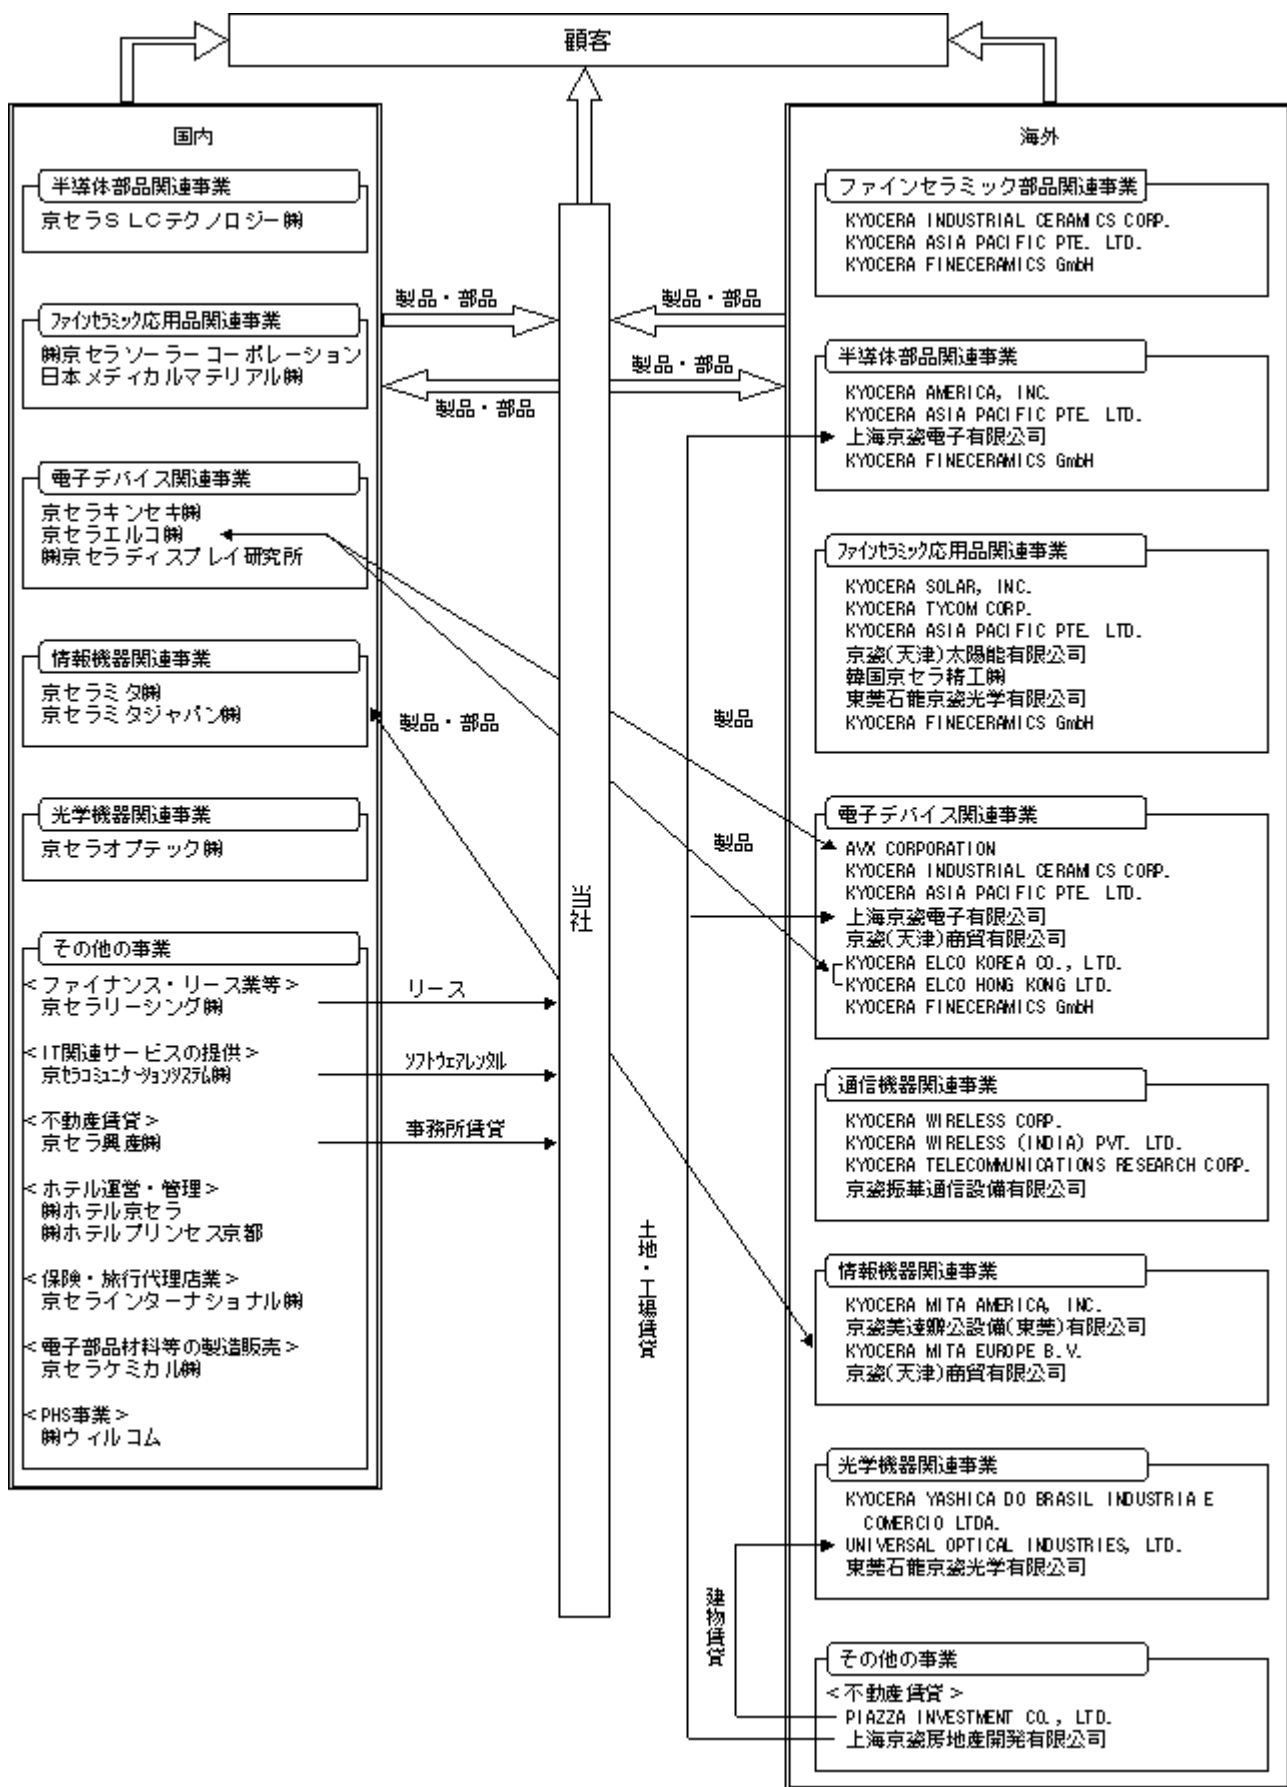 顧客
国内
半導体部品関連事業
京セラSLCテクノロジー㈱
ファインセラミック応用品関連事業
㈱京セラソーラーコーポレーション
日本メディカルマテリアル㈱
電子デバイス関連事業
京セラキンセキ㈱
京セラエルコ㈱
㈱京セラディスプレイ研究所
情報機器関連事業
京セラミタ㈱
京セラミタジャパン㈱
光学機器関連事業
京セラオプテック㈱
その他の事業
<ファイナンス・リース業等>
京セラリーシング㈱
<IT関連サービスの提供>
京セラコミュニケーションシステム㈱
<不動産賃貸>
京セラ興産㈱
<ホテル運営・管理>
㈱ホテル京セラ
㈱ホテルプリンセス京都
<保険・旅行代理店業>
京セラインターナショナル㈱
<電子部品材料等の製造販売>
京セラケミカル㈱
<PHS事業>
㈱ウィルコム
製品・部品
製品・部品
製品・部品
製品・部品
製品・部品
製品
製品
リース
ソフトウェアレンタル
事務所賃貸
当社
土地・工場賃貸
建物賃貸
海外
ファインセラミック部品関連事業
KYOCERA INDUSTRIAL CERAMICS CORP.
KYOCERA ASIA PACIFIC PTE. LTD.
KYOCERA FINECERAMICS GmbH
半導体部品関連事業
KYOCERA AMERICA, INC.
KYOCERA ASIA PACIFIC PTE. LTD.
上海京瓷電子有限公司
KYOCERA FINECERAMICS GmbH
ファインセラミック応用品関連事業
KYOCERA SOLAR, INC.
KYOCERA TYCOM CORP.
KYOCERA ASIA PACIFIC PTE. LTD.
京瓷(天津)太陽能有限公司
韓国京セラ精工㈱
東莞石龍京瓷光学有限公司
KYOCERA FINECERAMICS GmbH
電子デバイス関連事業
AVX CORPORATION
KYOCERA INDUSTRIAL CERAMICS CORP.
KYOCERA ASIA PACIFIC PTE. LTD.
上海京瓷電子有限公司
京瓷(天津)商貿有限公司
KYOCERA ELCO KOREA CO., LTD.
KYOCERA ELCO HONG KONG LTD.
KYOCERA FINECERAMICS GmbH
通信機器関連事業
KYOCERA WIRELESS CORP.
KYOCERA WIRELESS (INDIA) PVT. LTD.
KYOCERA TELECOMMUNICATIONS RESEARCH CORP.
京瓷振華通信設備有限公司
情報機器関連事業
KYOCERA MITA AMERICA, INC.
京瓷美達辦公設備(東莞)有限公司
KYOCERA MITA EUROPE B.V.
京瓷(天津)商貿有限公司
光学機器関連事業
KYOCERA YASHICA DO BRASIL INDUSTRIA E
COMERCIO LTDA.
UNIVERSAL OPTICAL INDUSTRIES, LTD.
東莞石龍京瓷光学有限公司
その他の事業
<不動産賃貸>
PIAZZA INVESTMENT CO., LTD.
上海京瓷房地産開発有限公司